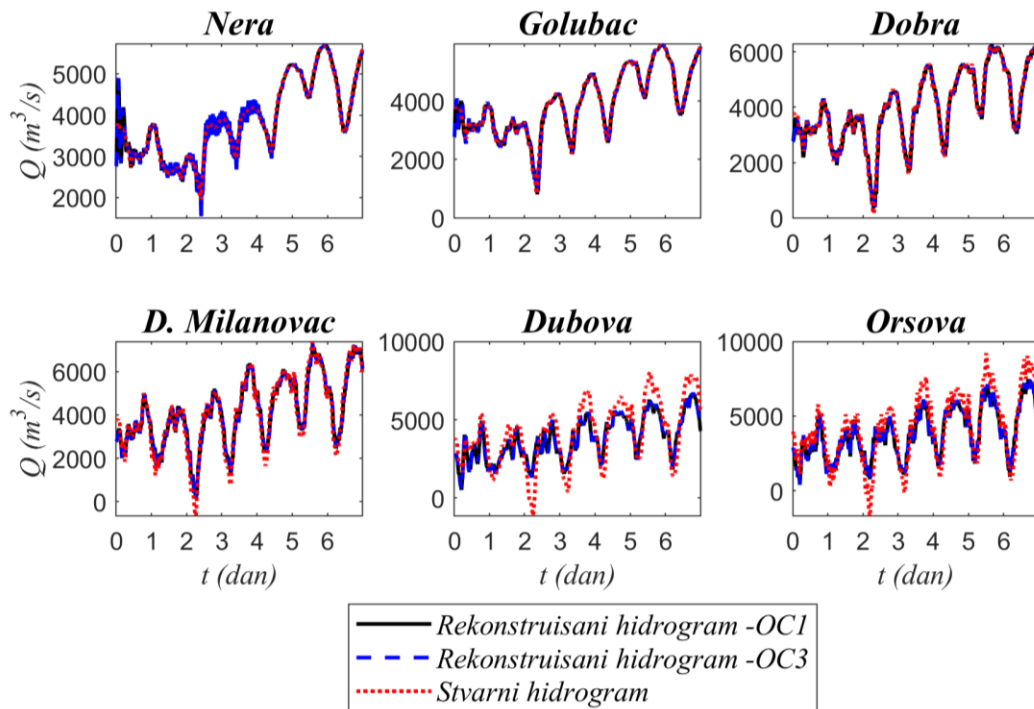 Nera Golubac Dobra
Q (m³/s)
5000
4000
3000
2000
0 1 2 3 4 5 6
6000
4000
2000
0
0 1 2 3 4 5 6
6000
4000
2000
0
0 1 2 3 4 5 6
D. Milanovac Dubova Orsova
Q (m³/s)
6000
4000
2000
0
0 1 2 3 4 5 6
t (dan)
10000
5000
0
0 1 2 3 4 5 6
t (dan)
10000
5000
0
0 1 2 3 4 5 6
t (dan)
Rekonstruisani hidrogram -OC1
Rekonstruisani hidrogram -OC3
Stvarni hidrogram